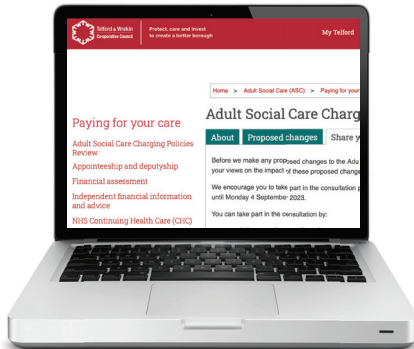 Telford & Wrekin
Co-operative Council
Protect, care and invest
to create a better borough
My Telford
Home > Adult Social Care (ASC) > Paying for your
Paying for your care
Adult Social Care Charging Policies
Review
Appointeeship and deputyship
Financial assessment
Independent financial information
and advice
NHS Continuing Health Care (CHC)
Adult Social Care Charg
About
Proposed changes
Share y
Before we make any proposed changes to the Adu
your views on the impact of these proposed change
We encourage you to take part in the consultation p
until Monday 4 September 2023.
You can take part in the consultation by: